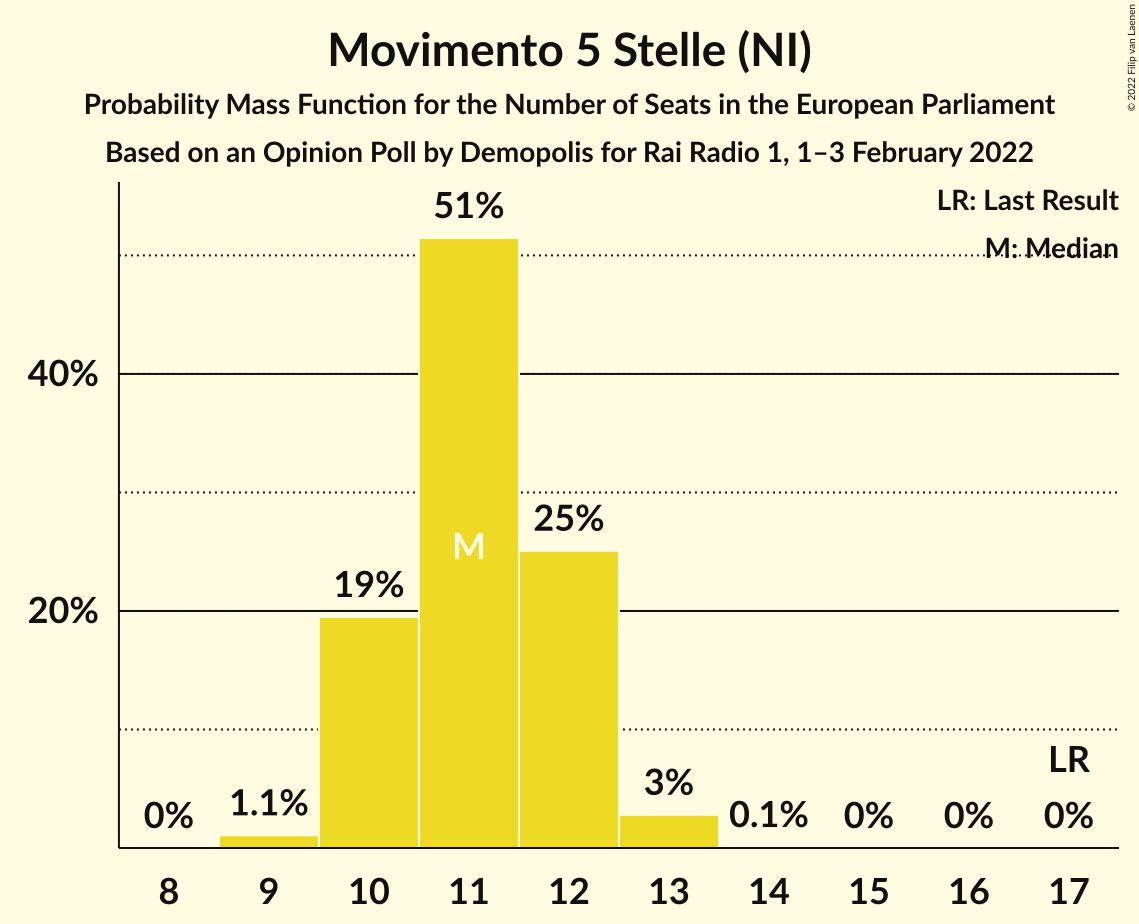 Movimento 5 Stelle (NI)
Probability Mass Function for the Number of Seats in the European Parliament
Based on an Opinion Poll by Demopolis for Rai Radio 1, 1–3 February 2022
© 2022 Filip van Laenen
LR: Last Result
M: Median
51%
40%
25%
M
19%
20%
LR
3%
0% 1.1% 0.1% 0% 0% 0%
8 9 10 11 12 13 14 15 16 17